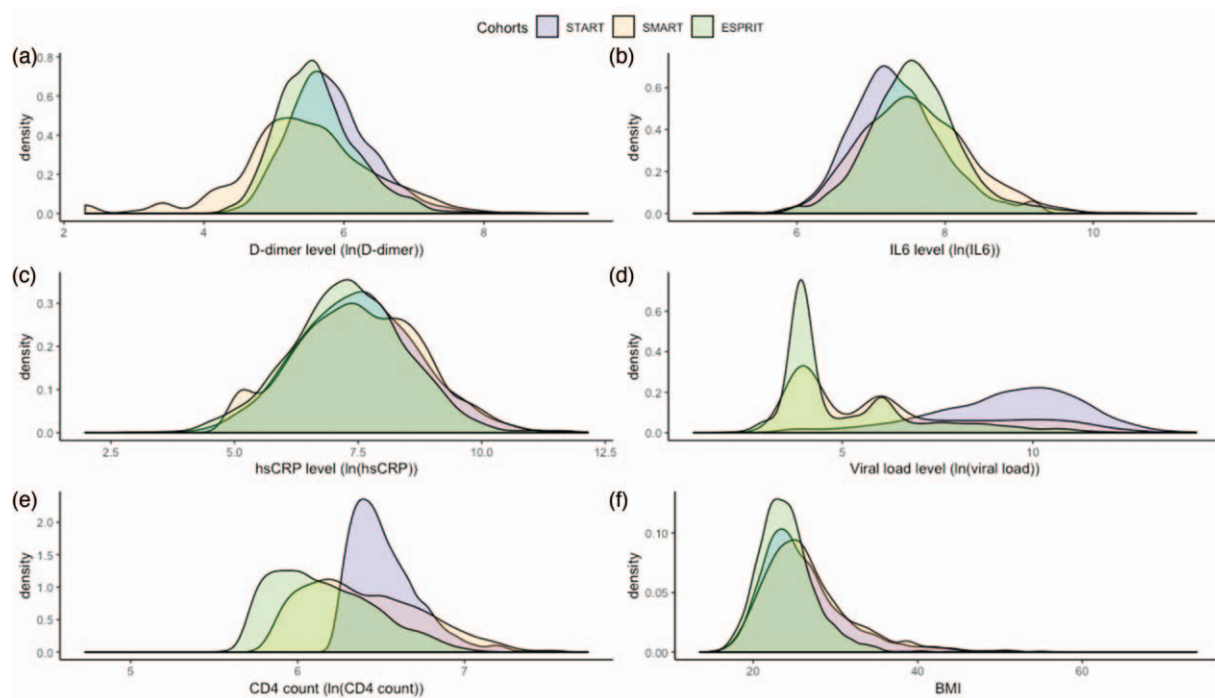 Cohorts START SMART ESPRIT
(a)
0.8
0.6
0.4
0.2
0.0
density
2 4 6 8
D-dimer level (ln(D-dimer))
(b)
0.6
0.4
0.2
0.0
density
6 8 10
IL6 level (ln(IL6))
(c)
0.3
0.2
0.1
0.0
density
2.5 5.0 7.5 10.0 12.5
hsCRP level (ln(hsCRP))
(d)
0.6
0.4
0.2
0.0
density
5 10
Viral load level (ln(viral load))
(e)
2.0
1.5
1.0
0.5
0.0
density
5 6 7
CD4 count (ln(CD4 count))
(f)
0.10
0.05
0.00
density
20 40 60
BMI